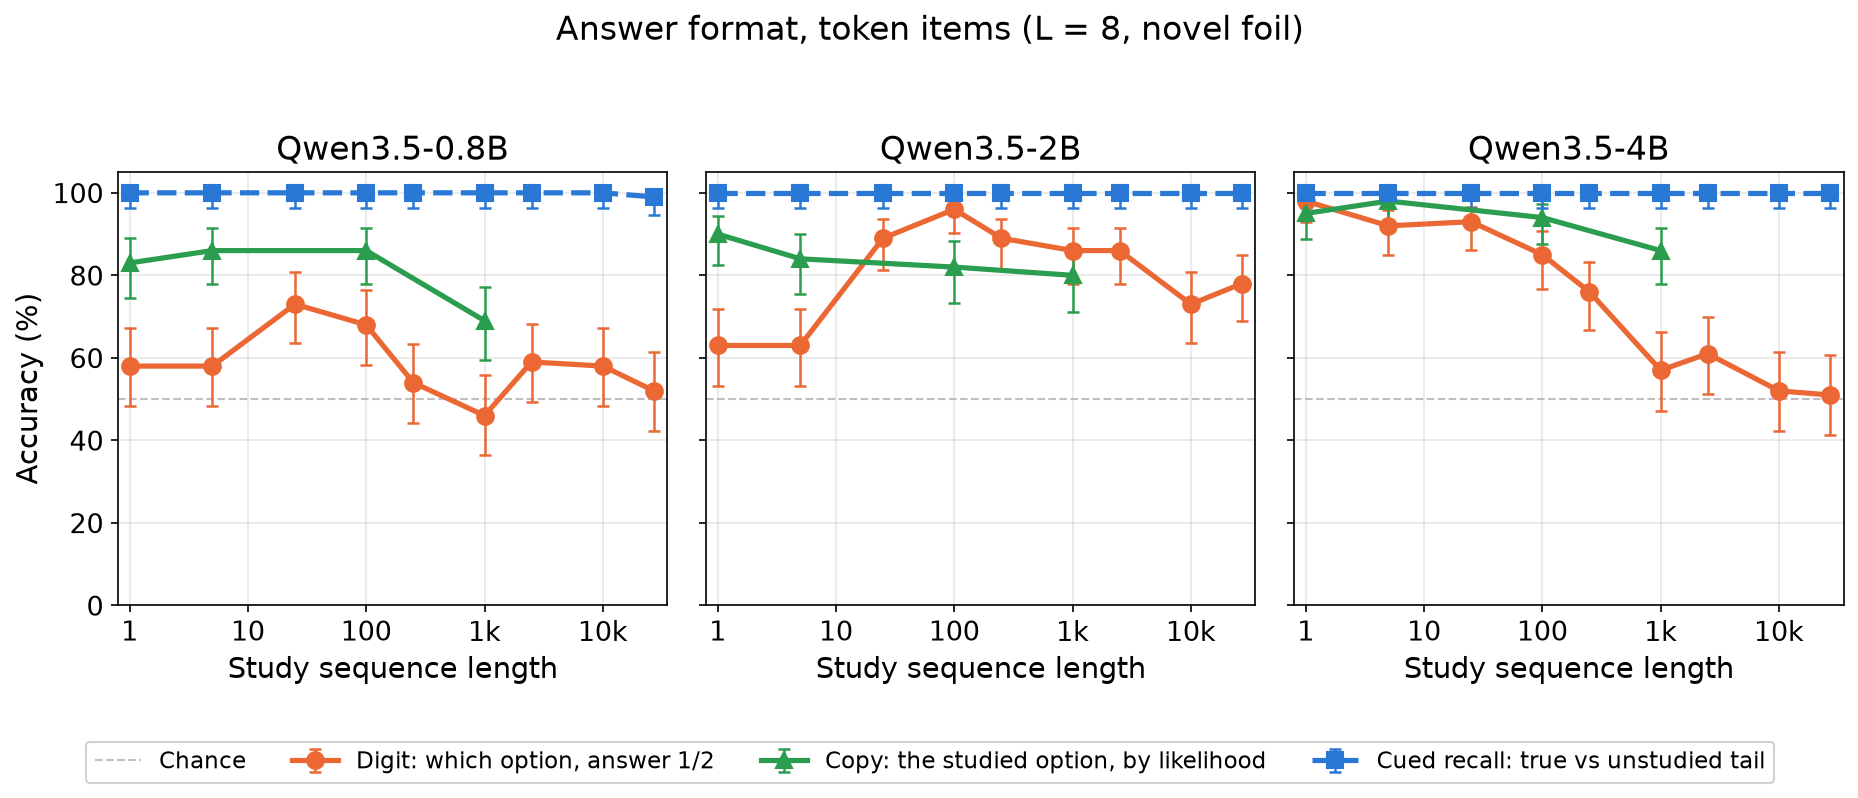 Answer format, token items (L = 8, novel foil)
Qwen3.5-0.8B
Qwen3.5-2B
Qwen3.5-4B
Accuracy (%)
100
80
60
40
20
0
1 10 100 1k 10k
1 10 100 1k 10k
1 10 100 1k 10k
Study sequence length
Study sequence length
Study sequence length
Chance
Digit: which option, answer 1/2
Copy: the studied option, by likelihood
Cued recall: true vs unstudied tail